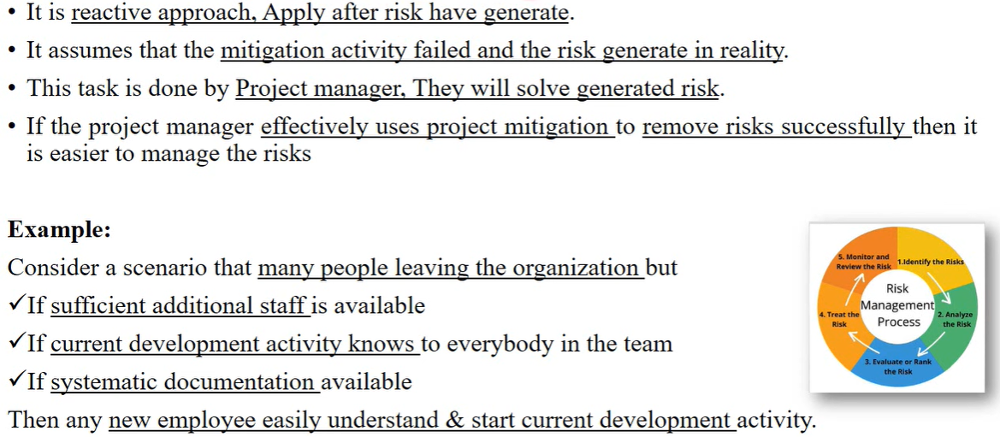 • It is reactive approach, Apply after risk have generate.
• It assumes that the mitigation activity failed and the risk generate in reality.
• This task is done by Project manager, They will solve generated risk.
• If the project manager effectively uses project mitigation to remove risks successfully then it
is easier to manage the risks
Example:
Consider a scenario that many people leaving the organization but
✓If sufficient additional staff is available
✓If current development activity knows to everybody in the team
✓If systematic documentation available
Then any new employee easily understand & start current development activity.
Risk
Management
Process
1.Identify the Risks
2. Analyze
the Risk
3. Evaluate or Rank
the Risk
4. Treat the
Risk
5. Monitor and
Review the Risk